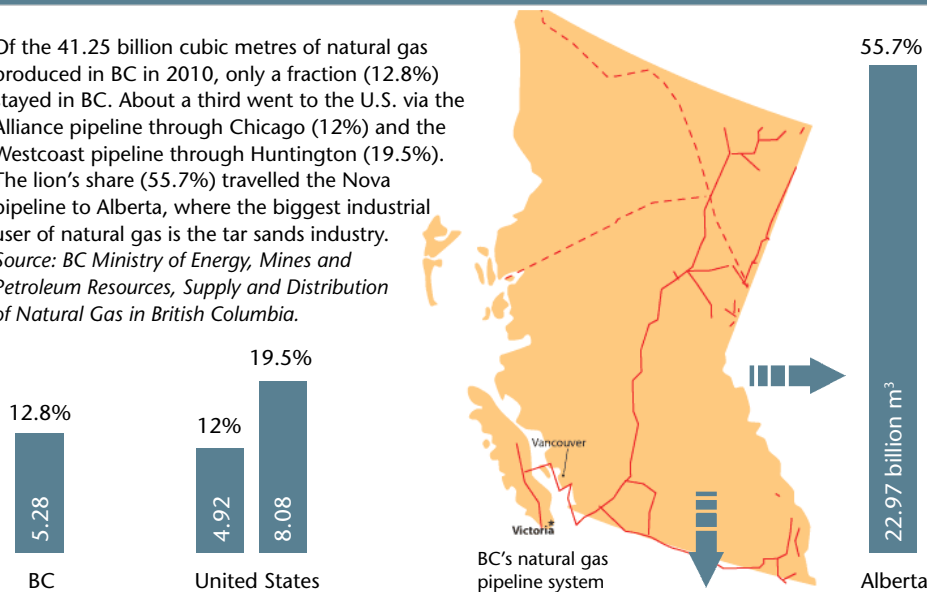 Of the 41.25 billion cubic metres of natural gas
produced in BC in 2010, only a fraction (12.8%)
stayed in BC. About a third went to the U.S. via the
Alliance pipeline through Chicago (12%) and the
Westcoast pipeline through Huntington (19.5%).
The lion's share (55.7%) travelled the Nova
pipeline to Alberta, where the biggest industrial
user of natural gas is the tar sands industry.
Source: BC Ministry of Energy, Mines and
Petroleum Resources, Supply and Distribution
of Natural Gas in British Columbia.
12.8%
5.28
BC
12%
4.92
19.5%
8.08
United States
Vancouver
Victoria
BC's natural gas
pipeline system
55.7%
22.97 billion m³
Alberta